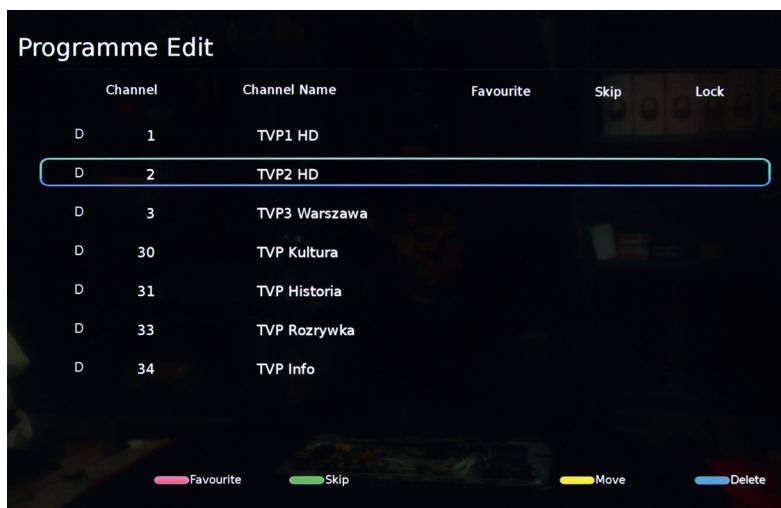 Programme Edit
Channel Channel Name Favourite Skip Lock
D 1 TVP1 HD
D 2 TVP2 HD
D 3 TVP3 Warszawa
D 30 TVP Kultura
D 31 TVP Historia
D 33 TVP Rozrywka
D 34 TVP Info
Favourite Skip Move Delete